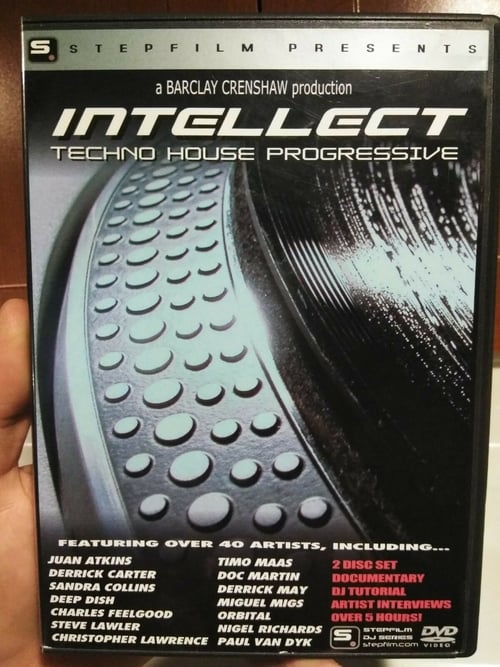 S. STEPFILM PRESENTS
a BARCLAY CRENSHAW production
INTELLECT
TECHNO HOUSE PROGRESSIVE
FEATURING OVER 40 ARTISTS, INCLUDING...
JUAN ATKINS
DERRICK CARTER
SANDRA COLLINS
DEEP DISH
CHARLES FEELGOOD
STEVE LAWLER
CHRISTOPHER LAWRENCE
TIMO MAAS
DOC MARTIN
DERRICK MAY
MIGUEL MIGS
ORBITAL
NIGEL RICHARDS
PAUL VAN DYK
2 DISC SET
DOCUMENTARY
DJ TUTORIAL
ARTIST INTERVIEWS
OVER 5 HOURS!
S.
STEPFILM
DJ SERIES
stepfilm.com
DVD
VIDEO